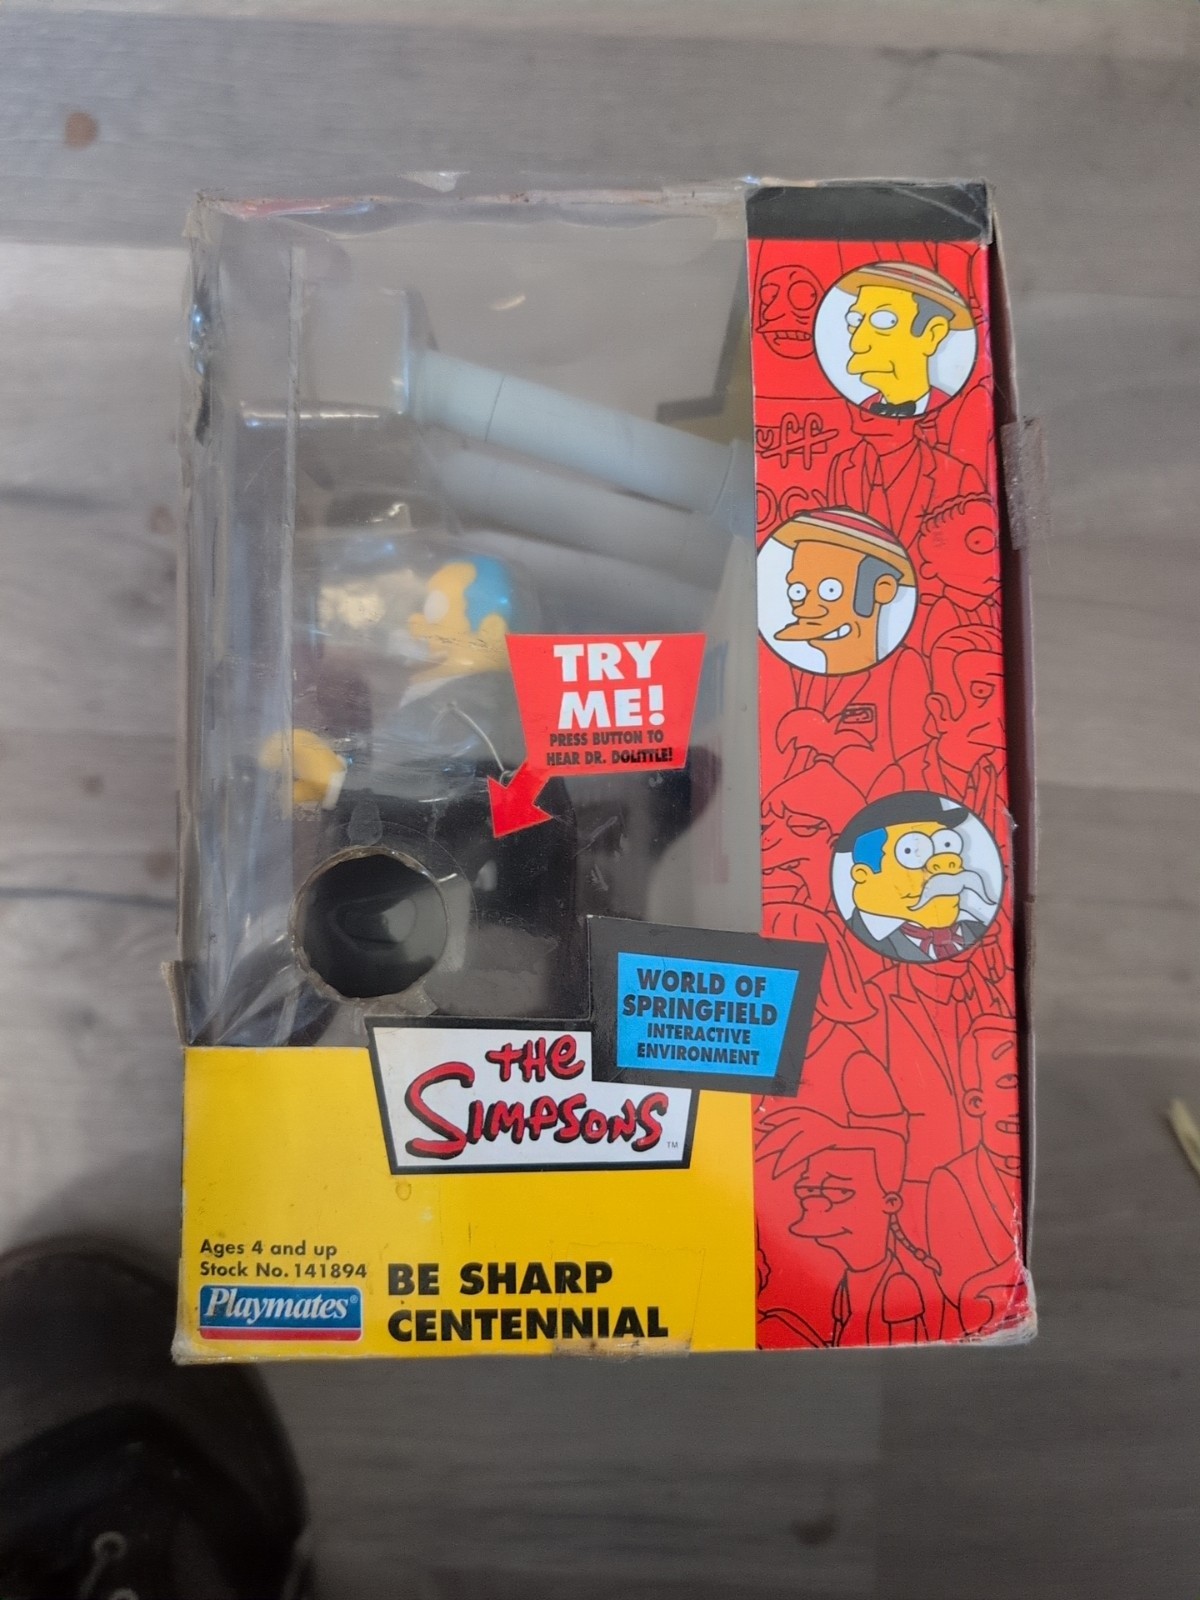 TRY
ME!
PRESS BUTTON TO
HEAR DR. DOLITTLE!
WORLD OF
SPRINGFIELD
INTERACTIVE
ENVIRONMENT
THE
SIMPSONS
TM
Ages 4 and up
Stock No. 141894
Playmates®
BE SHARP
CENTENNIAL